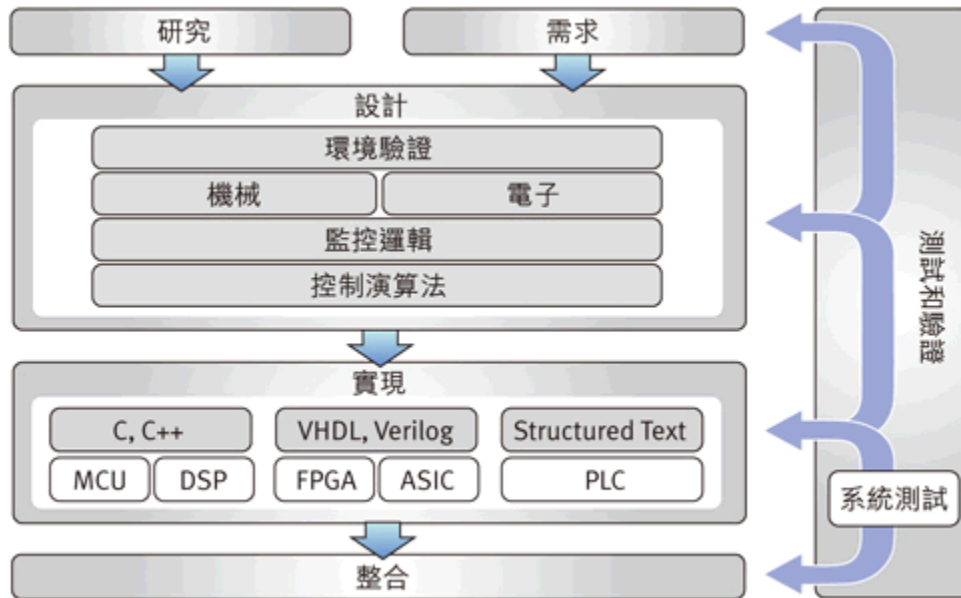 研究
需求
設計
環境驗證
機械
電子
監控邏輯
控制演算法
實現
C, C++
VHDL, Verilog
Structured Text
MCU
DSP
FPGA
ASIC
PLC
整合
測試和驗證
系統測試